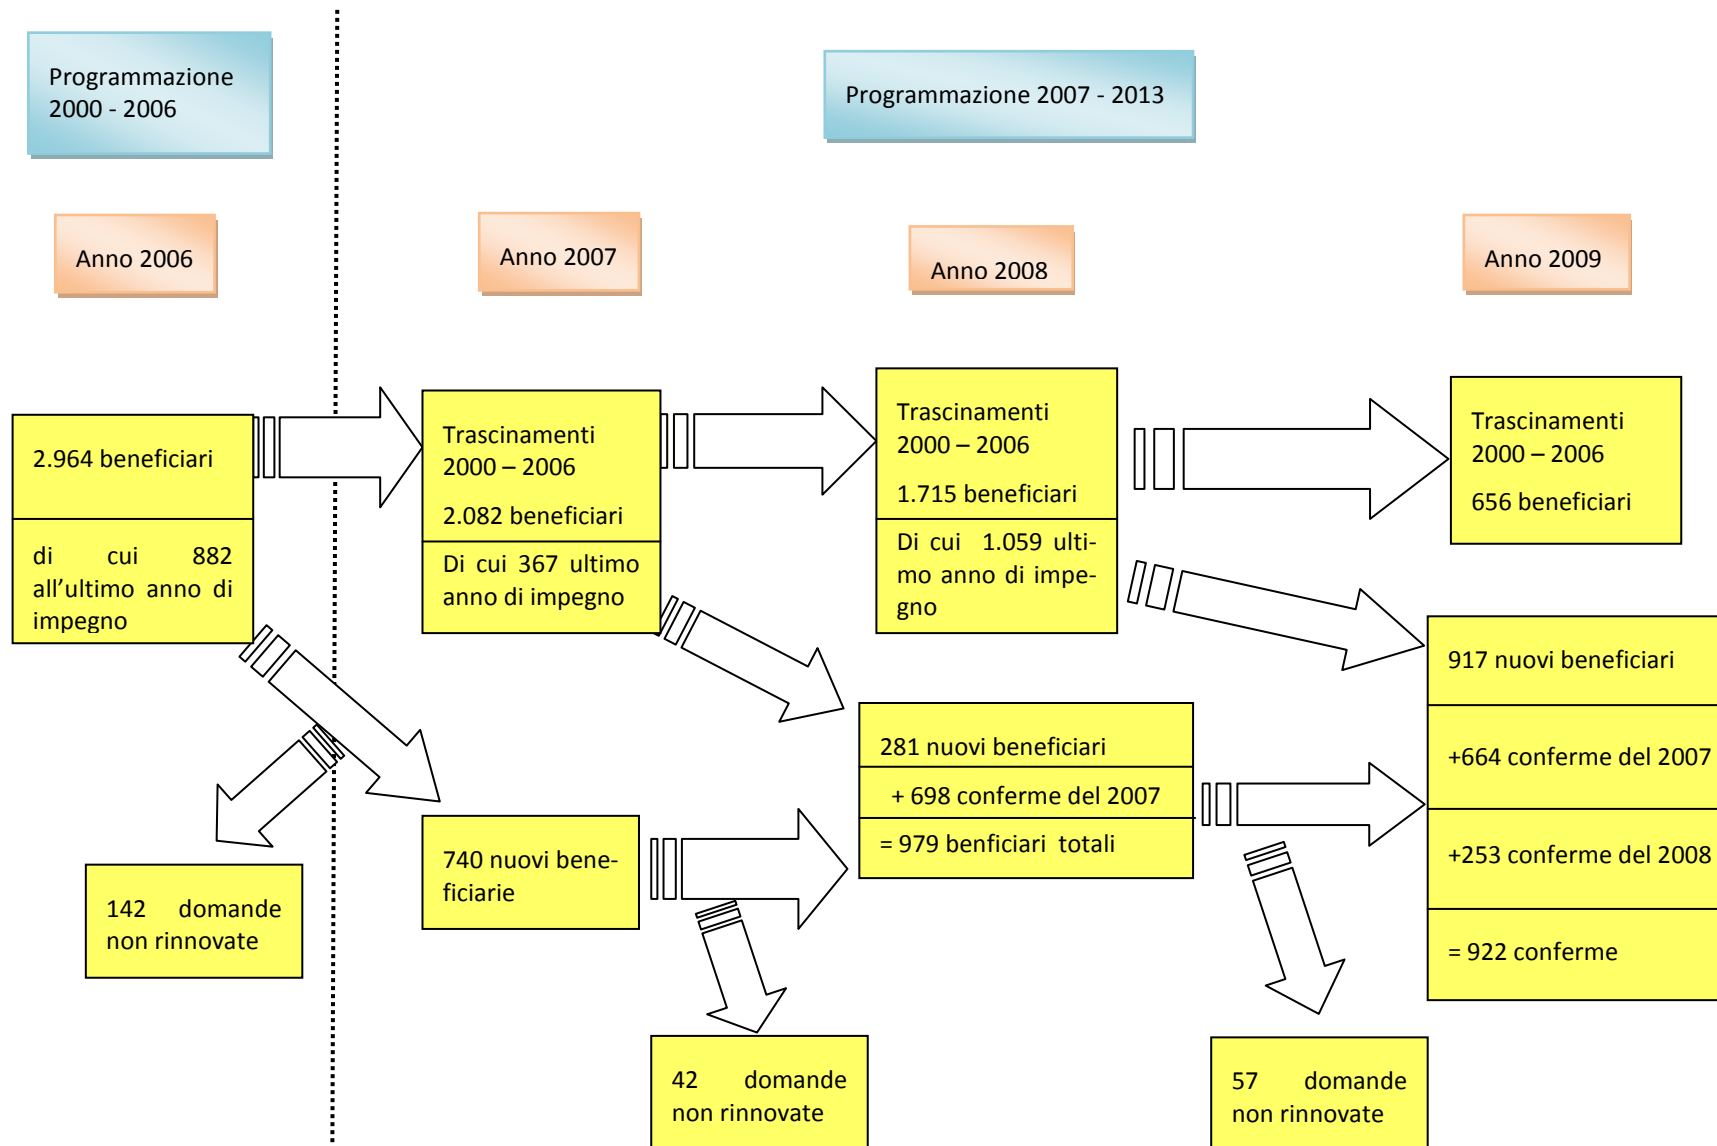 Programmazione
2000 - 2006
Programmazione 2007 - 2013
Anno 2006
Anno 2007
Anno 2008
Anno 2009
2.964 beneficiari
di cui 882
all’ultimo anno di
impegno
Trascinamenti
2000 – 2006
2.082 beneficiari
Di cui 367 ultimo
anno di impegno
Trascinamenti
2000 – 2006
1.715 beneficiari
Di cui 1.059 ulti-
mo anno di impe-
gno
Trascinamenti
2000 – 2006
656 beneficiari
142 domande
non rinnovate
740 nuovi bene-
ficiarie
281 nuovi beneficiari
+ 698 conferme del 2007
= 979 benficiari totali
917 nuovi beneficiari
+664 conferme del 2007
+253 conferme del 2008
= 922 conferme
42 domande
non rinnovate
57 domande
non rinnovate